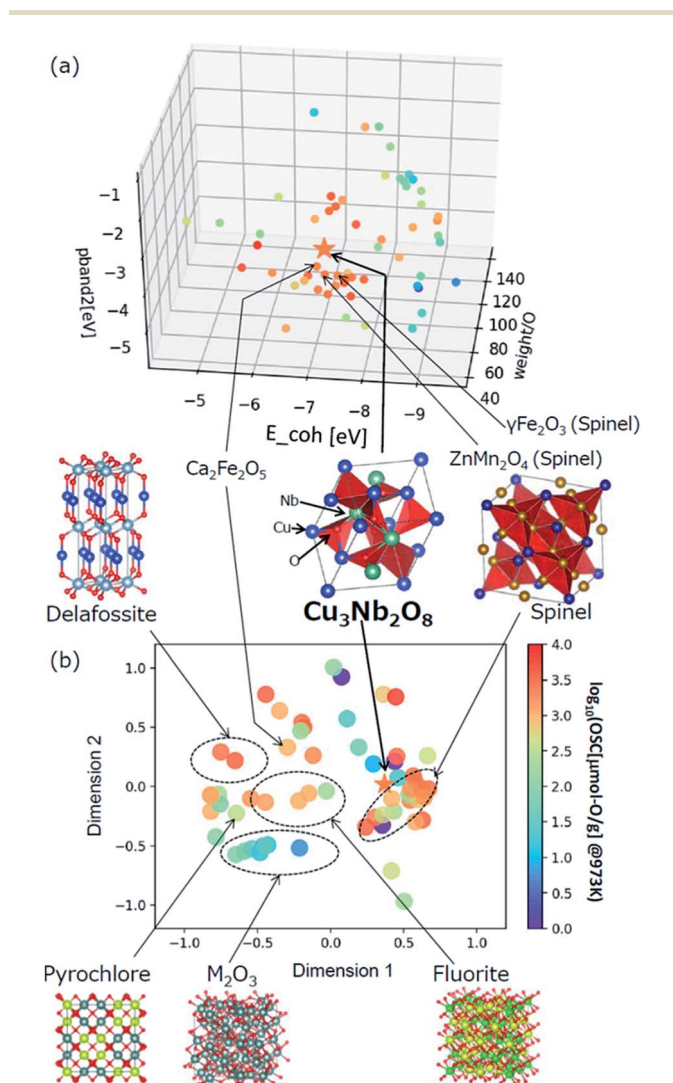 (a)
−1
−2
−3
−4
−5
pband2[eV]
−5
−6
−7
−8
−9
E_coh [eV]
140
120
100
80
60
40
weight/O
γFe₂O₃ (Spinel)
ZnMn₂O₄ (Spinel)
Ca₂Fe₂O₅
Nb
Cu
O
Delafossite
Cu₃Nb₂O₈
Spinel
(b)
1.0
0.5
0.0
−0.5
−1.0
Dimension 2
−1.0
−0.5
0.0
0.5
1.0
Dimension 1
4.0
3.5
3.0
2.5
2.0
1.5
1.0
0.5
0.0
log₁₀(OSC[μmol-O/g] @973K)
Pyrochlore
M₂O₃
Fluorite